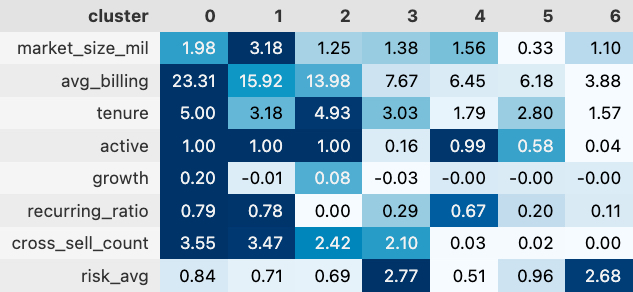 cluster 0 1 2 3 4 5 6
market_size_mil 1.98 3.18 1.25 1.38 1.56 0.33 1.10
avg_billing 23.31 15.92 13.98 7.67 6.45 6.18 3.88
tenure 5.00 3.18 4.93 3.03 1.79 2.80 1.57
active 1.00 1.00 1.00 0.16 0.99 0.58 0.04
growth 0.20 -0.01 0.08 -0.03 -0.00 -0.00 -0.00
recurring_ratio 0.79 0.78 0.00 0.29 0.67 0.20 0.11
cross_sell_count 3.55 3.47 2.42 2.10 0.03 0.02 0.00
risk_avg 0.84 0.71 0.69 2.77 0.51 0.96 2.68